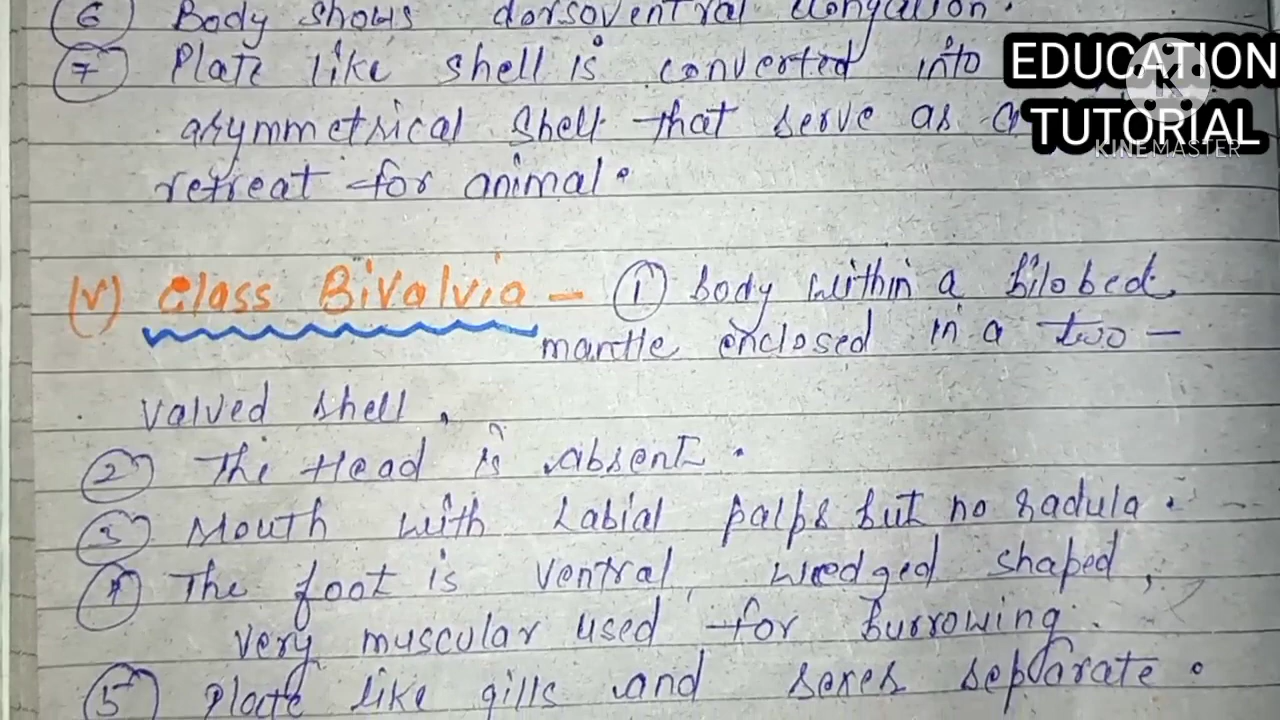 6 Body shows dorsoventral elongation.
7 Plate like shell is converted into
asymmetrical shell that serve as a
retreat for animal.
EDUCATION
TUTORIAL
KINEMASTER
(V) Class Bivalvia - 1 body within a bilobed
mantle enclosed in a two-
valved shell,
2 The Head is absent.
3 Mouth with Labial palps but no radula.
4 The foot is ventral, wedged shaped,
very muscular used for burrowing.
5 Plate like gills and sexes separate.